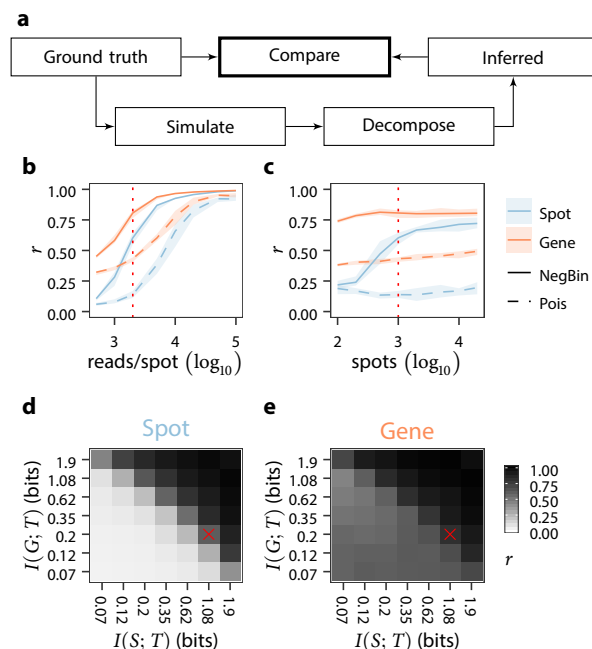 a
Ground truth
Compare
Inferred
Simulate
Decompose
b
1.00
0.75
0.50
0.25
0.00
r
3
4
5
reads/spot (log10)
c
1.00
0.75
0.50
0.25
0.00
r
2
3
4
spots (log10)
Spot
Gene
NegBin
Pois
d
Spot
1.9
1.08
0.62
0.35
0.2
0.12
0.07
I(G; T) (bits)
0.07
0.12
0.2
0.35
0.62
1.08
1.9
I(S; T) (bits)
e
Gene
1.9
1.08
0.62
0.35
0.2
0.12
0.07
I(G; T) (bits)
0.07
0.12
0.2
0.35
0.62
1.08
1.9
I(S; T) (bits)
1.00
0.75
0.50
0.25
0.00
r